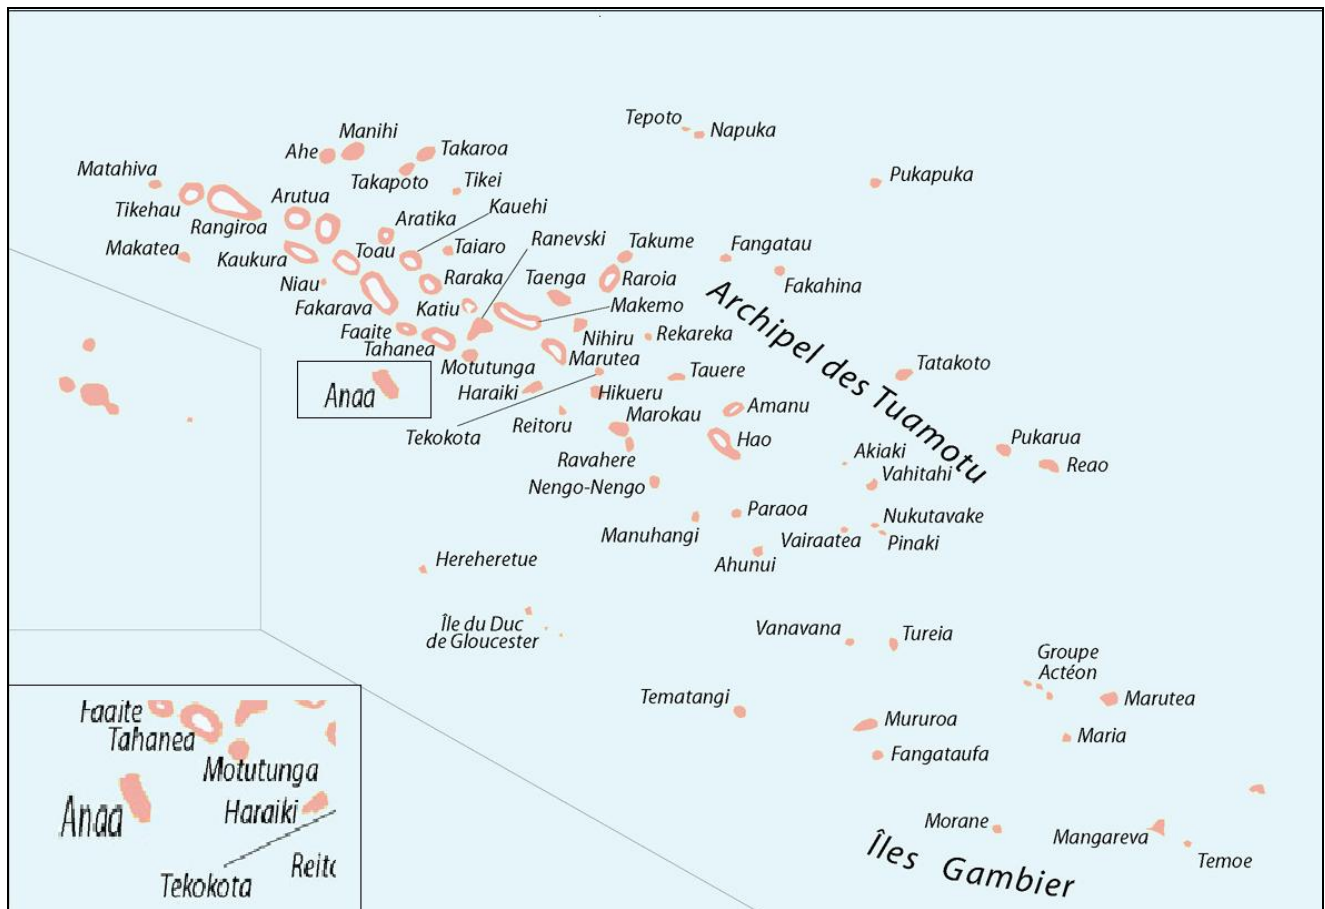 Tepoto
Napuka
Manihi
Ahe
Takaroa
Matahiva
Takapoto
Tikei
Pukapuka
Tikehau
Arutua
Rangiroa
Kauehi
Aratika
Makatea
Kaukura
Toau
Taiaro
Ranevski
Takume
Fangatau
Niau
Raraka
Taenga
Raroia
Fakahina
Fakarava
Katiu
Makemo
Archipel des Tuamotu
Faaite
Tahanea
Nihiru
Rekareka
Motutunga
Marutea
Tatakoto
Anaa
Haraiki
Hikueru
Tauere
Amanu
Tekokota
Reitoru
Marokau
Hao
Pukarua
Reao
Ravahere
Akiaki
Vahitahi
Nengo-Nengo
Paraoa
Nukutavake
Manuhangi
Vairaatea
Pinaki
Ahunui
Hereheretue
Île du Duc
de Gloucester
Vanavana
Tureia
Groupe
Actéon
Tematangi
Marutea
Mururoa
Maria
Fangataufa
Morane
Mangareva
Temoe
Îles Gambier
Faaite
Tahanea
Motutunga
Anaa
Haraiki
Tekokota
Reito